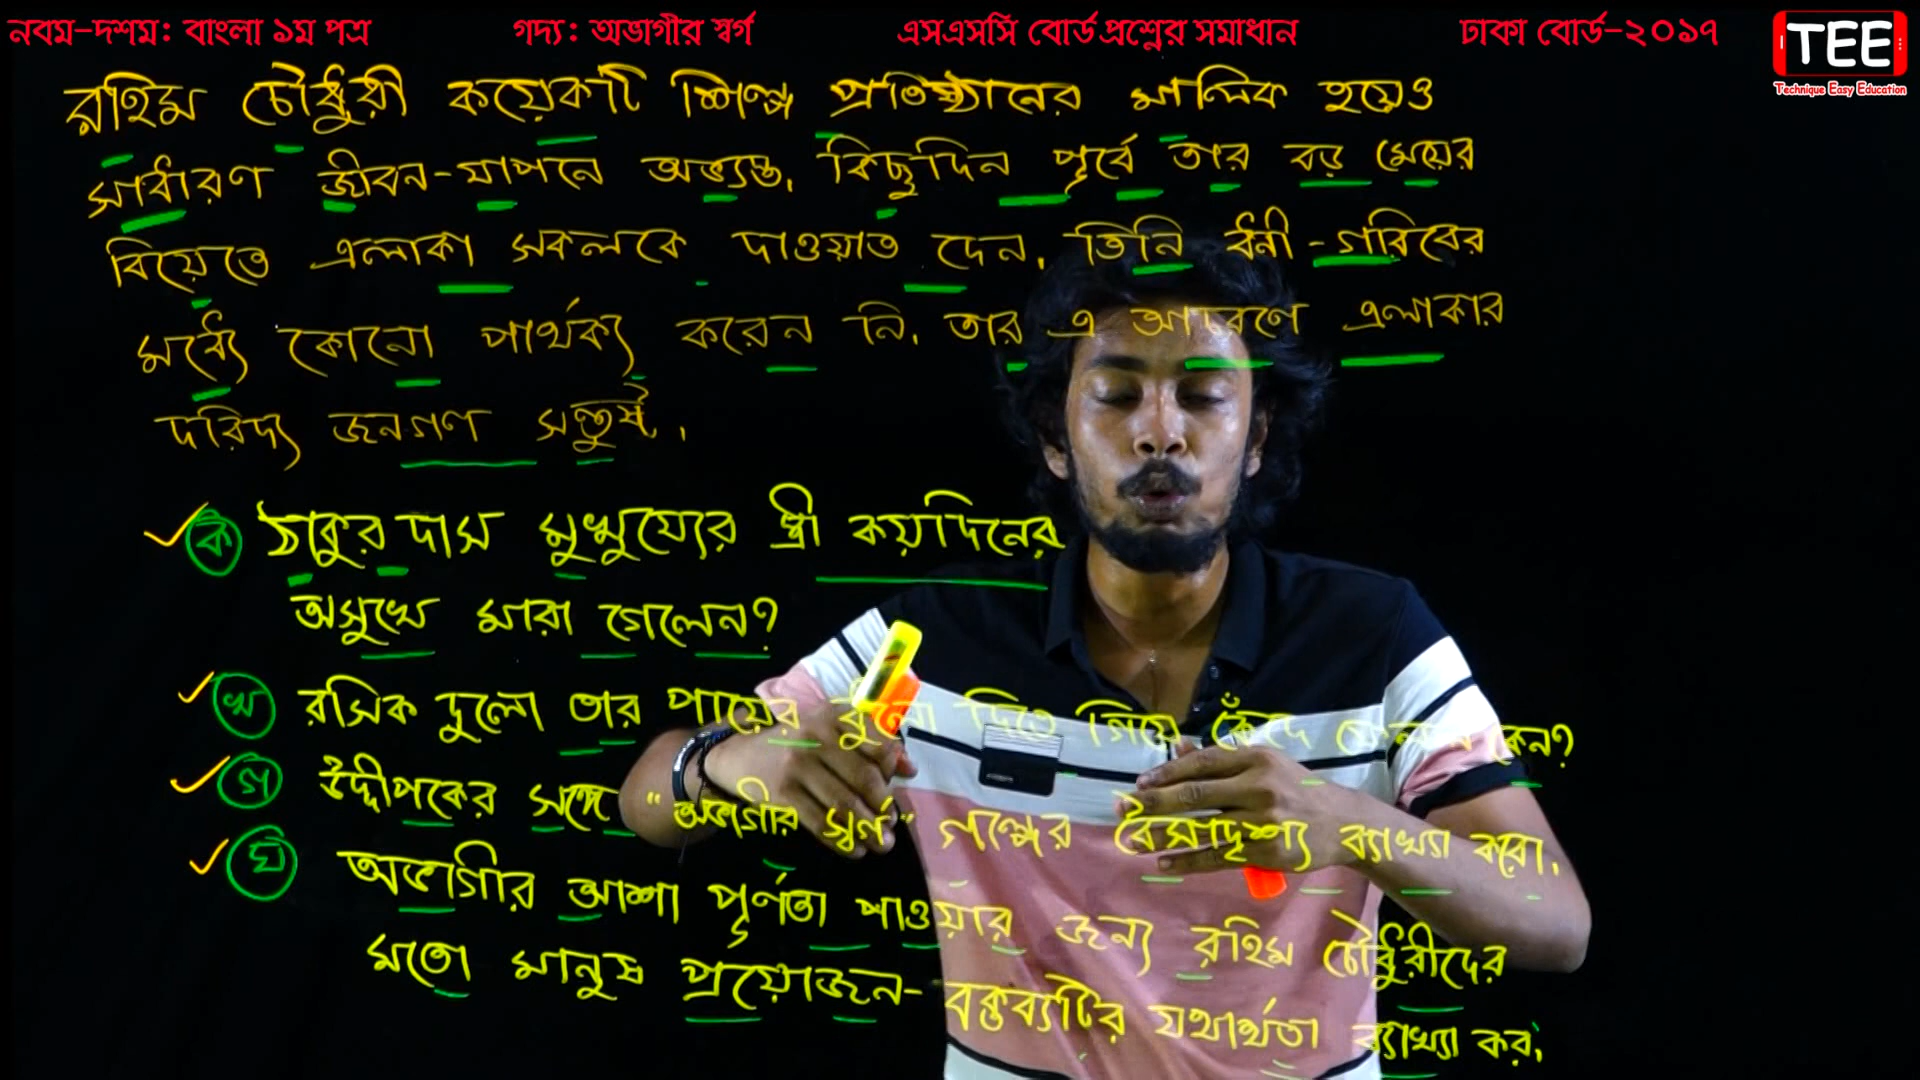 নবম-দশম: বাংলা ১ম পত্র গদ্য: অভাগীর স্বর্গ এসএসসি বোর্ড প্রশ্নের সমাধান ঢাকা বোর্ড-২০১৭
TEE
Technique Easy Education
রহিম চৌধুরী কয়েকটি শিল্প প্রতিষ্ঠানের মালিক হয়েও
সাধারণ জীবন-যাপনে অভ্যস্ত। কিছুদিন পূর্বে তার বড় মেয়ের
বিয়েতে এলাকা সকলকে দাওয়াত দেন। তিনি ধনী-গরিবের
মধ্যে কোনো পার্থক্য করেন নি। তার এ আচরণে এলাকার
দরিদ্য জনগণ সন্তুষ্ট।
ক ঠাকুরদাস মুখুয্যের স্ত্রী কয়দিনের
অসুখে মারা গেলেন?
খ রসিক দুলো তার পায়ের ধুলো দিতে গিয়ে কেঁদে কেন?
গ উদ্দীপকের সঙ্গে "অভাগীর স্বর্গ" গল্পের বৈসাদৃশ্য ব্যাখ্যা করো।
ঘ অভাগীর আশা পূর্ণতা পাওয়ার জন্য রহিম চৌধুরীদের
মতো মানুষ প্রয়োজন- বক্তব্যটির যথার্থতা ব্যাখ্যা কর।